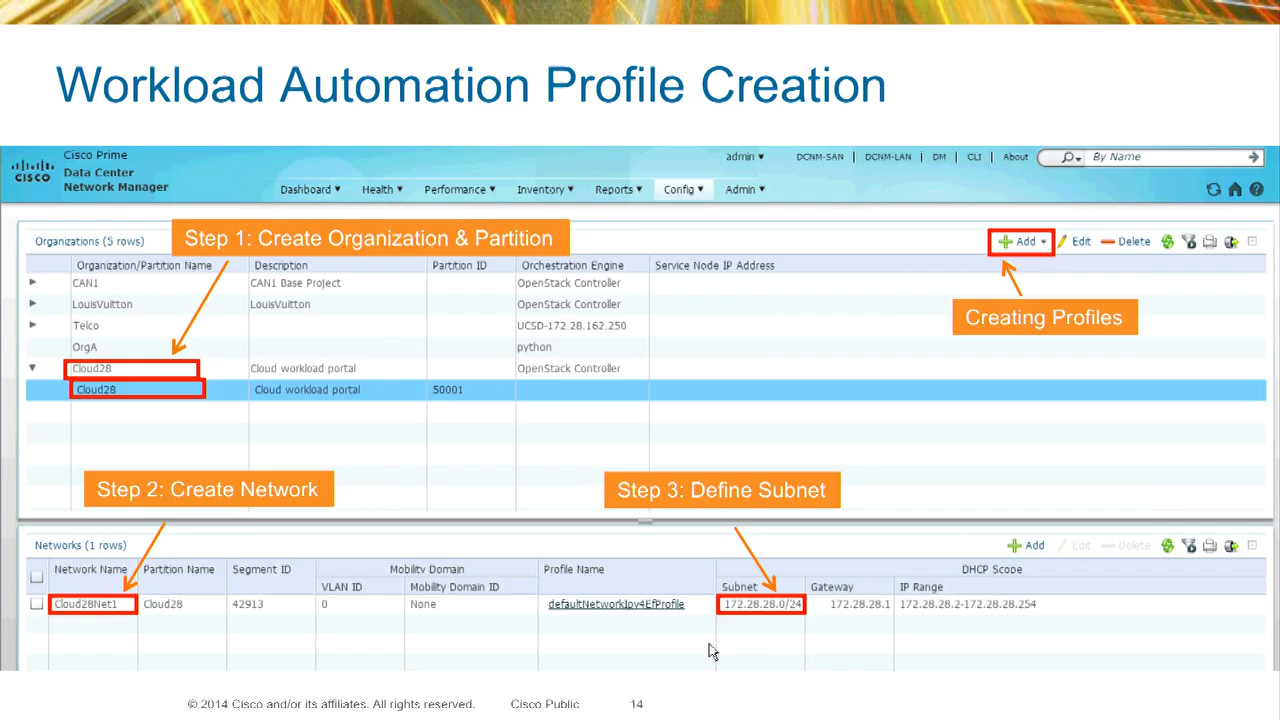 Workload Automation Profile Creation
CISCO
Cisco Prime
Data Center
Network Manager
admin
DCNM-SAN | DCNM-LAN | DM | CLI | About
By Name
Dashboard Health Performance Inventory Reports Config Admin
Organizations (5 rows)
Step 1: Create Organization & Partition
Add Edit Delete
Organization/Partition Name Description Partition ID Orchestration Engine Service Node IP Address
CAN1 CAN1 Base Project OpenStack Controller
LouisVuitton LouisVuitton OpenStack Controller
Telco UCSD-172.28.162.250
Creating Profiles
OrgA python
Cloud28 Cloud workload portal OpenStack Controller
Cloud28 Cloud workload portal 50001
Step 2: Create Network
Step 3: Define Subnet
Networks (1 rows)
Add Edit Delete
Network Name Partition Name Segment ID Mobility Domain Profile Name DHCP Scope
VLAN ID Mobility Domain ID Subnet Gateway IP Range
Cloud28Net1 Cloud28 42913 0 None defaultNetworkIpv4EfProfile 172.28.28.0/24 172.28.28.1 172.28.28.2-172.28.28.254
© 2014 Cisco and/or its affiliates. All rights reserved. Cisco Public 14